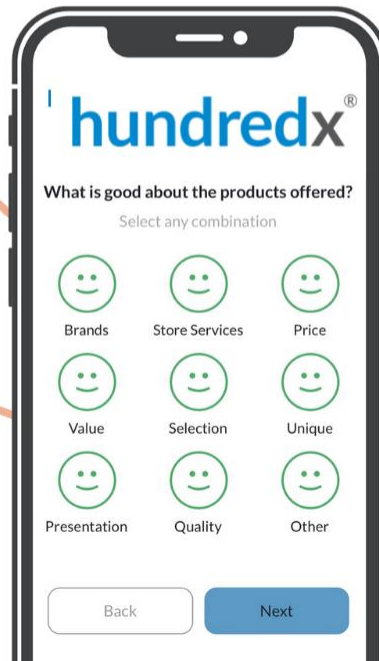 hundredx®
What is good about the products offered?
Select any combination
Brands Store Services Price
Value Selection Unique
Presentation Quality Other
Back Next